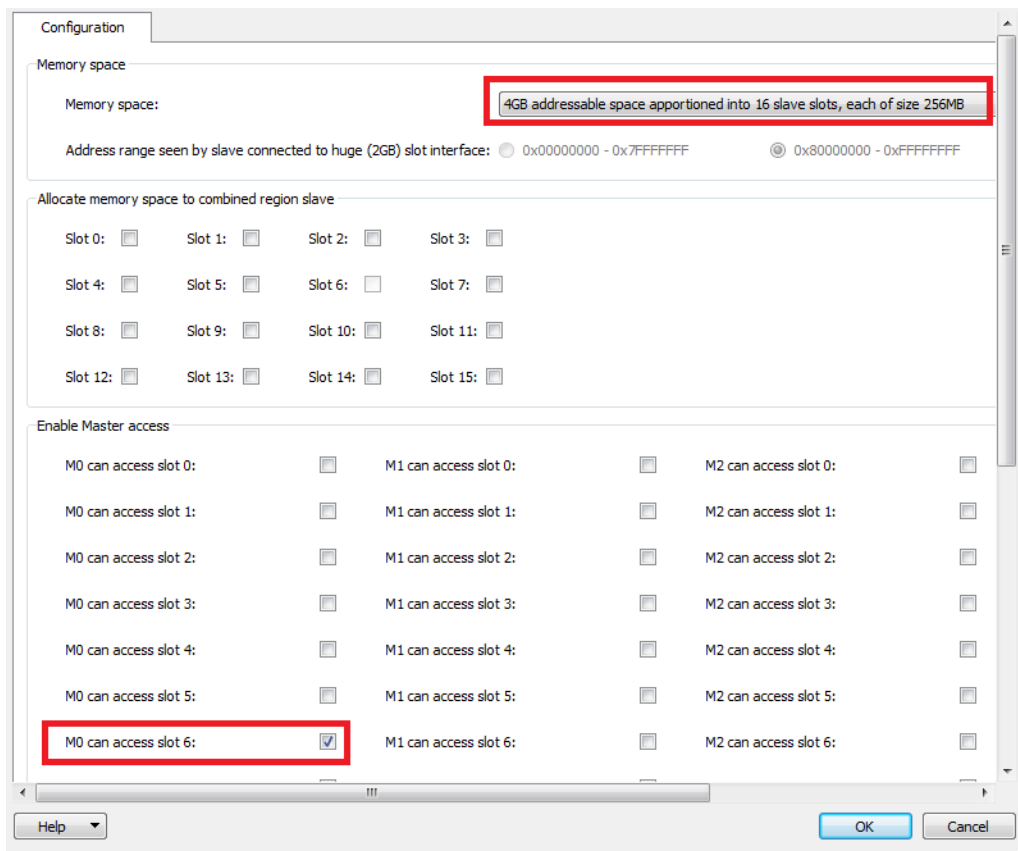 Configuration
Memory space
Memory space: 4GB addressable space apportioned into 16 slave slots, each of size 256MB
Address range seen by slave connected to huge (2GB) slot interface: 0x00000000 - 0x7FFFFFFF 0x80000000 - 0xFFFFFFFF
Allocate memory space to combined region slave
Slot 0: Slot 1: Slot 2: Slot 3:
Slot 4: Slot 5: Slot 6: Slot 7:
Slot 8: Slot 9: Slot 10: Slot 11:
Slot 12: Slot 13: Slot 14: Slot 15:
Enable Master access
M0 can access slot 0: M1 can access slot 0: M2 can access slot 0:
M0 can access slot 1: M1 can access slot 1: M2 can access slot 1:
M0 can access slot 2: M1 can access slot 2: M2 can access slot 2:
M0 can access slot 3: M1 can access slot 3: M2 can access slot 3:
M0 can access slot 4: M1 can access slot 4: M2 can access slot 4:
M0 can access slot 5: M1 can access slot 5: M2 can access slot 5:
M0 can access slot 6: M1 can access slot 6: M2 can access slot 6:
Help OK Cancel